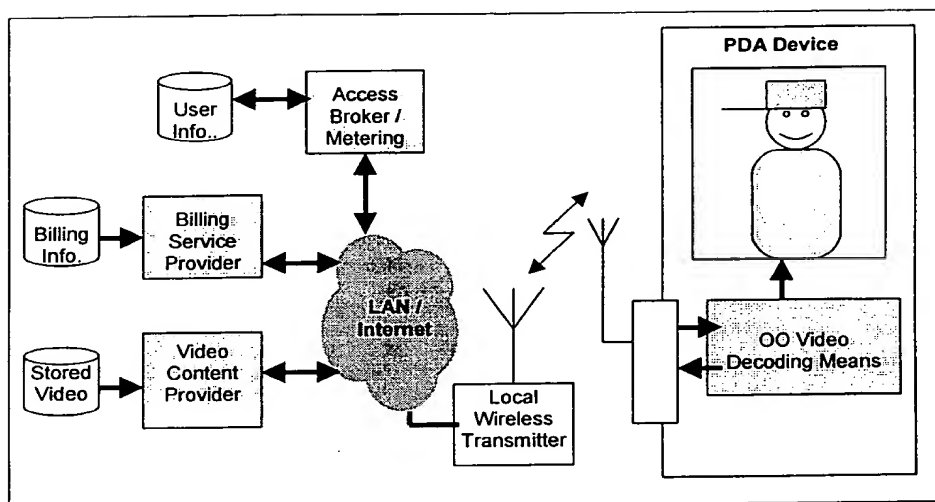 PDA Device
User
Info..
Access
Broker /
Metering
Billing
Info.
Billing
Service
Provider
LAN /
Internet
Stored
Video
Video
Content
Provider
Local
Wireless
Transmitter
OO Video
Decoding Means